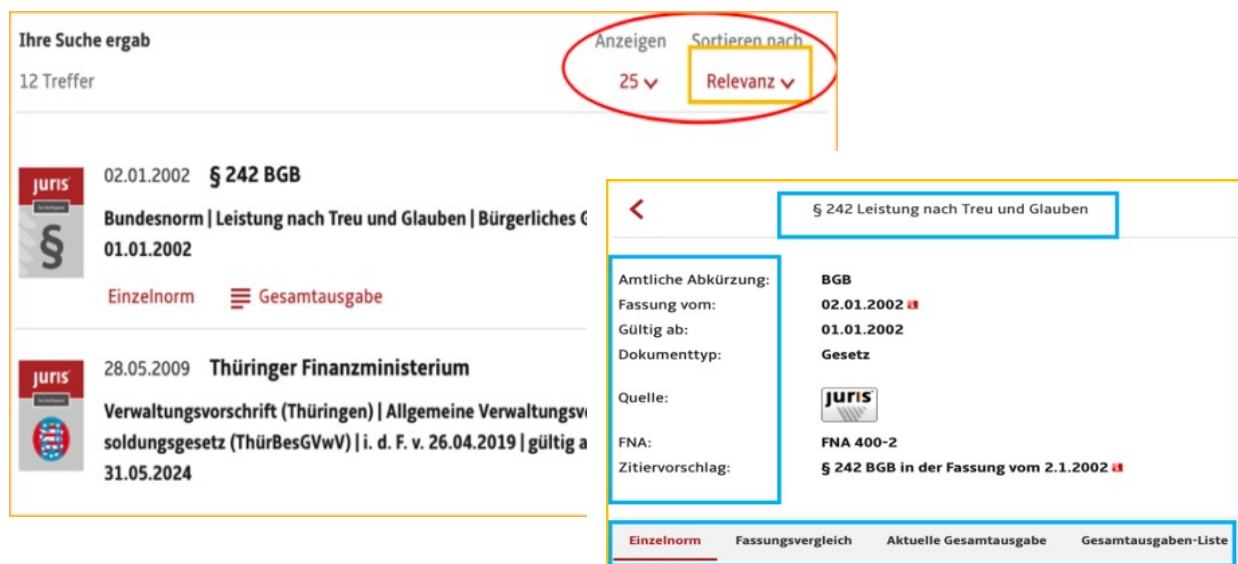 Ihre Suche ergab
12 Treffer
Anzeigen Sortieren nach
25 Relevanz
juris
§
02.01.2002 § 242 BGB
Bundesnorm | Leistung nach Treu und Glauben | Bürgerliches G
01.01.2002
Einzelnorm Gesamtausgabe
juris
28.05.2009 Thüringer Finanzministerium
Verwaltungsvorschrift (Thüringen) | Allgemeine Verwaltungsv
soldungsgesetz (ThürBesGVwV) | i. d. F. v. 26.04.2019 | gültig a
31.05.2024
§ 242 Leistung nach Treu und Glauben
Amtliche Abkürzung: BGB
Fassung vom: 02.01.2002
Gültig ab: 01.01.2002
Dokumenttyp: Gesetz
Quelle: juris
FNA: FNA 400-2
Zitiervorschlag: § 242 BGB in der Fassung vom 2.1.2002
Einzelnorm Fassungsvergleich Aktuelle Gesamtausgabe Gesamtausgaben-Liste